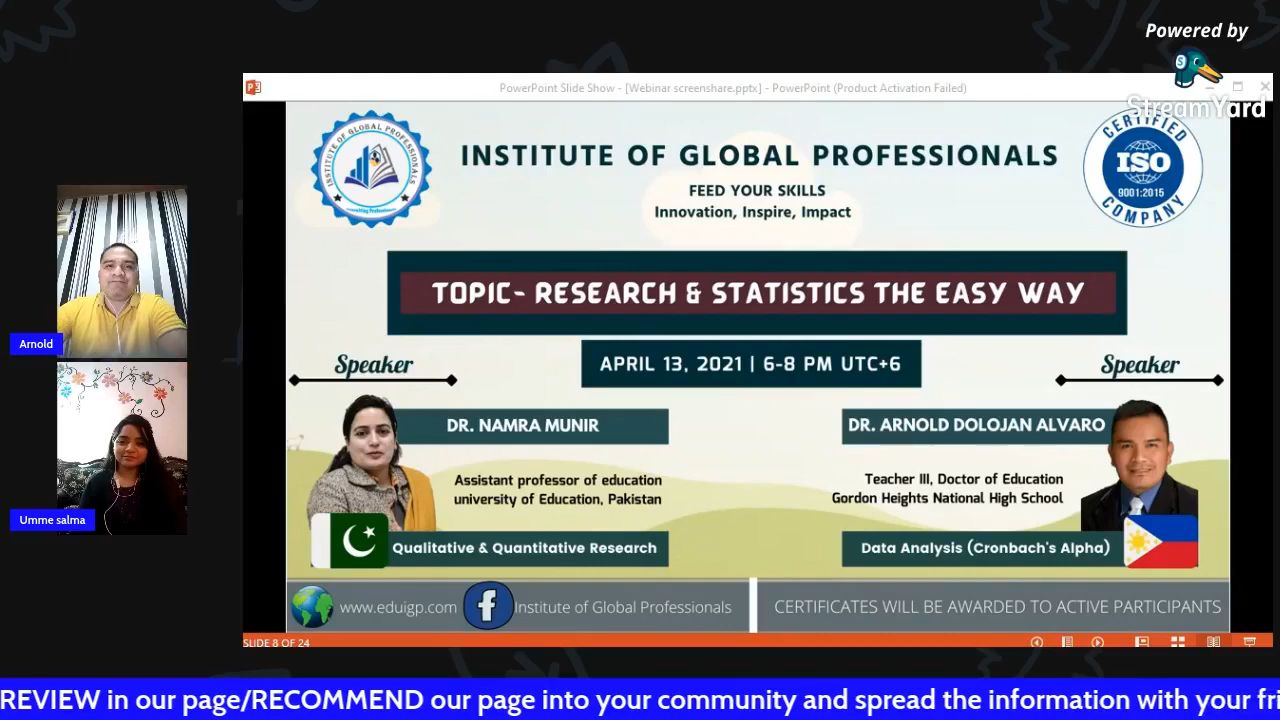 Powered by
StreamYard
PowerPoint Slide Show - [Webinar screenshare.pptx] - PowerPoint (Product Activation Failed)
INSTITUTE OF GLOBAL PROFESSIONALS
CERTIFIED
ISO
9001:2015
COMPANY
INSTITUTE OF GLOBAL PROFESSIONALS
FEED YOUR SKILLS
Innovation, Inspire, Impact
TOPIC- RESEARCH & STATISTICS THE EASY WAY
APRIL 13, 2021 | 6-8 PM UTC+6
Speaker
DR. NAMRA MUNIR
Assistant professor of education
university of Education, Pakistan
Qualitative & Quantitative Research
Speaker
DR. ARNOLD DOLOJAN ALVARO
Teacher III, Doctor of Education
Gordon Heights National High School
Data Analysis (Cronbach's Alpha)
www.eduigp.com
Institute of Global Professionals
CERTIFICATES WILL BE AWARDED TO ACTIVE PARTICIPANTS
SLIDE 8 OF 24
Arnold
Umme salma
REVIEW in our page/RECOMMEND our page into your community and spread the information with your fri